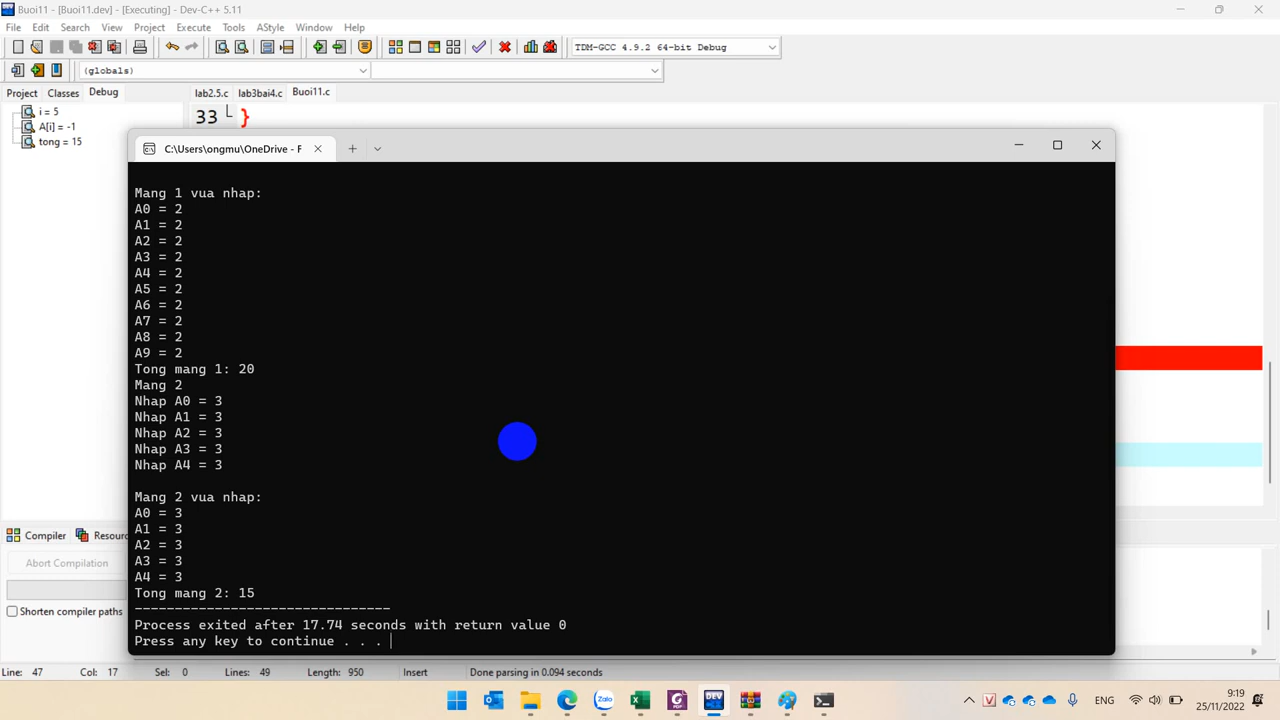 Buoi11 - [Buoi11.dev] - [Executing] - Dev-C++ 5.11
File Edit Search View Project Execute Tools AStyle Window Help
TDM-GCC 4.9.2 64-bit Debug
(globals)
Project Classes Debug
lab2.5.c lab3bai4.c Buoi11.c
i = 5
A[i] = -1
tong = 15
33 }
C:\Users\ongmu\OneDrive - F
Mang 1 vua nhap:
A0 = 2
A1 = 2
A2 = 2
A3 = 2
A4 = 2
A5 = 2
A6 = 2
A7 = 2
A8 = 2
A9 = 2
Tong mang 1: 20
Mang 2
Nhap A0 = 3
Nhap A1 = 3
Nhap A2 = 3
Nhap A3 = 3
Nhap A4 = 3
Mang 2 vua nhap:
A0 = 3
A1 = 3
A2 = 3
A3 = 3
A4 = 3
Tong mang 2: 15
--------------------------------
Process exited after 17.74 seconds with return value 0
Press any key to continue . . .
Compiler Resour
Abort Compilation
Shorten compiler paths
Line: 47 Col: 17 Sel: 0 Lines: 49 Length: 950 Insert Done parsing in 0.094 seconds
Zalo
PDF
DEV
ENG
9:19
25/11/2022